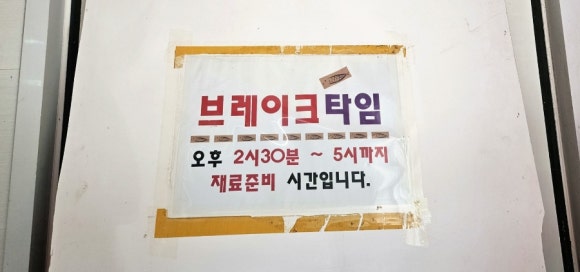 브레이크타임
오후 2시30분 ~ 5시까지
재료준비 시간입니다.